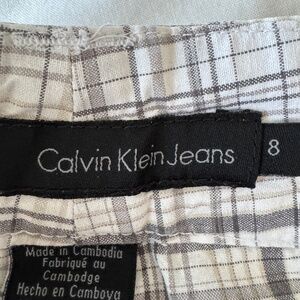 Calvin Klein Jeans
8
Made in Cambodia
Fabriqué au
Cambodge
Hecho en Camboya